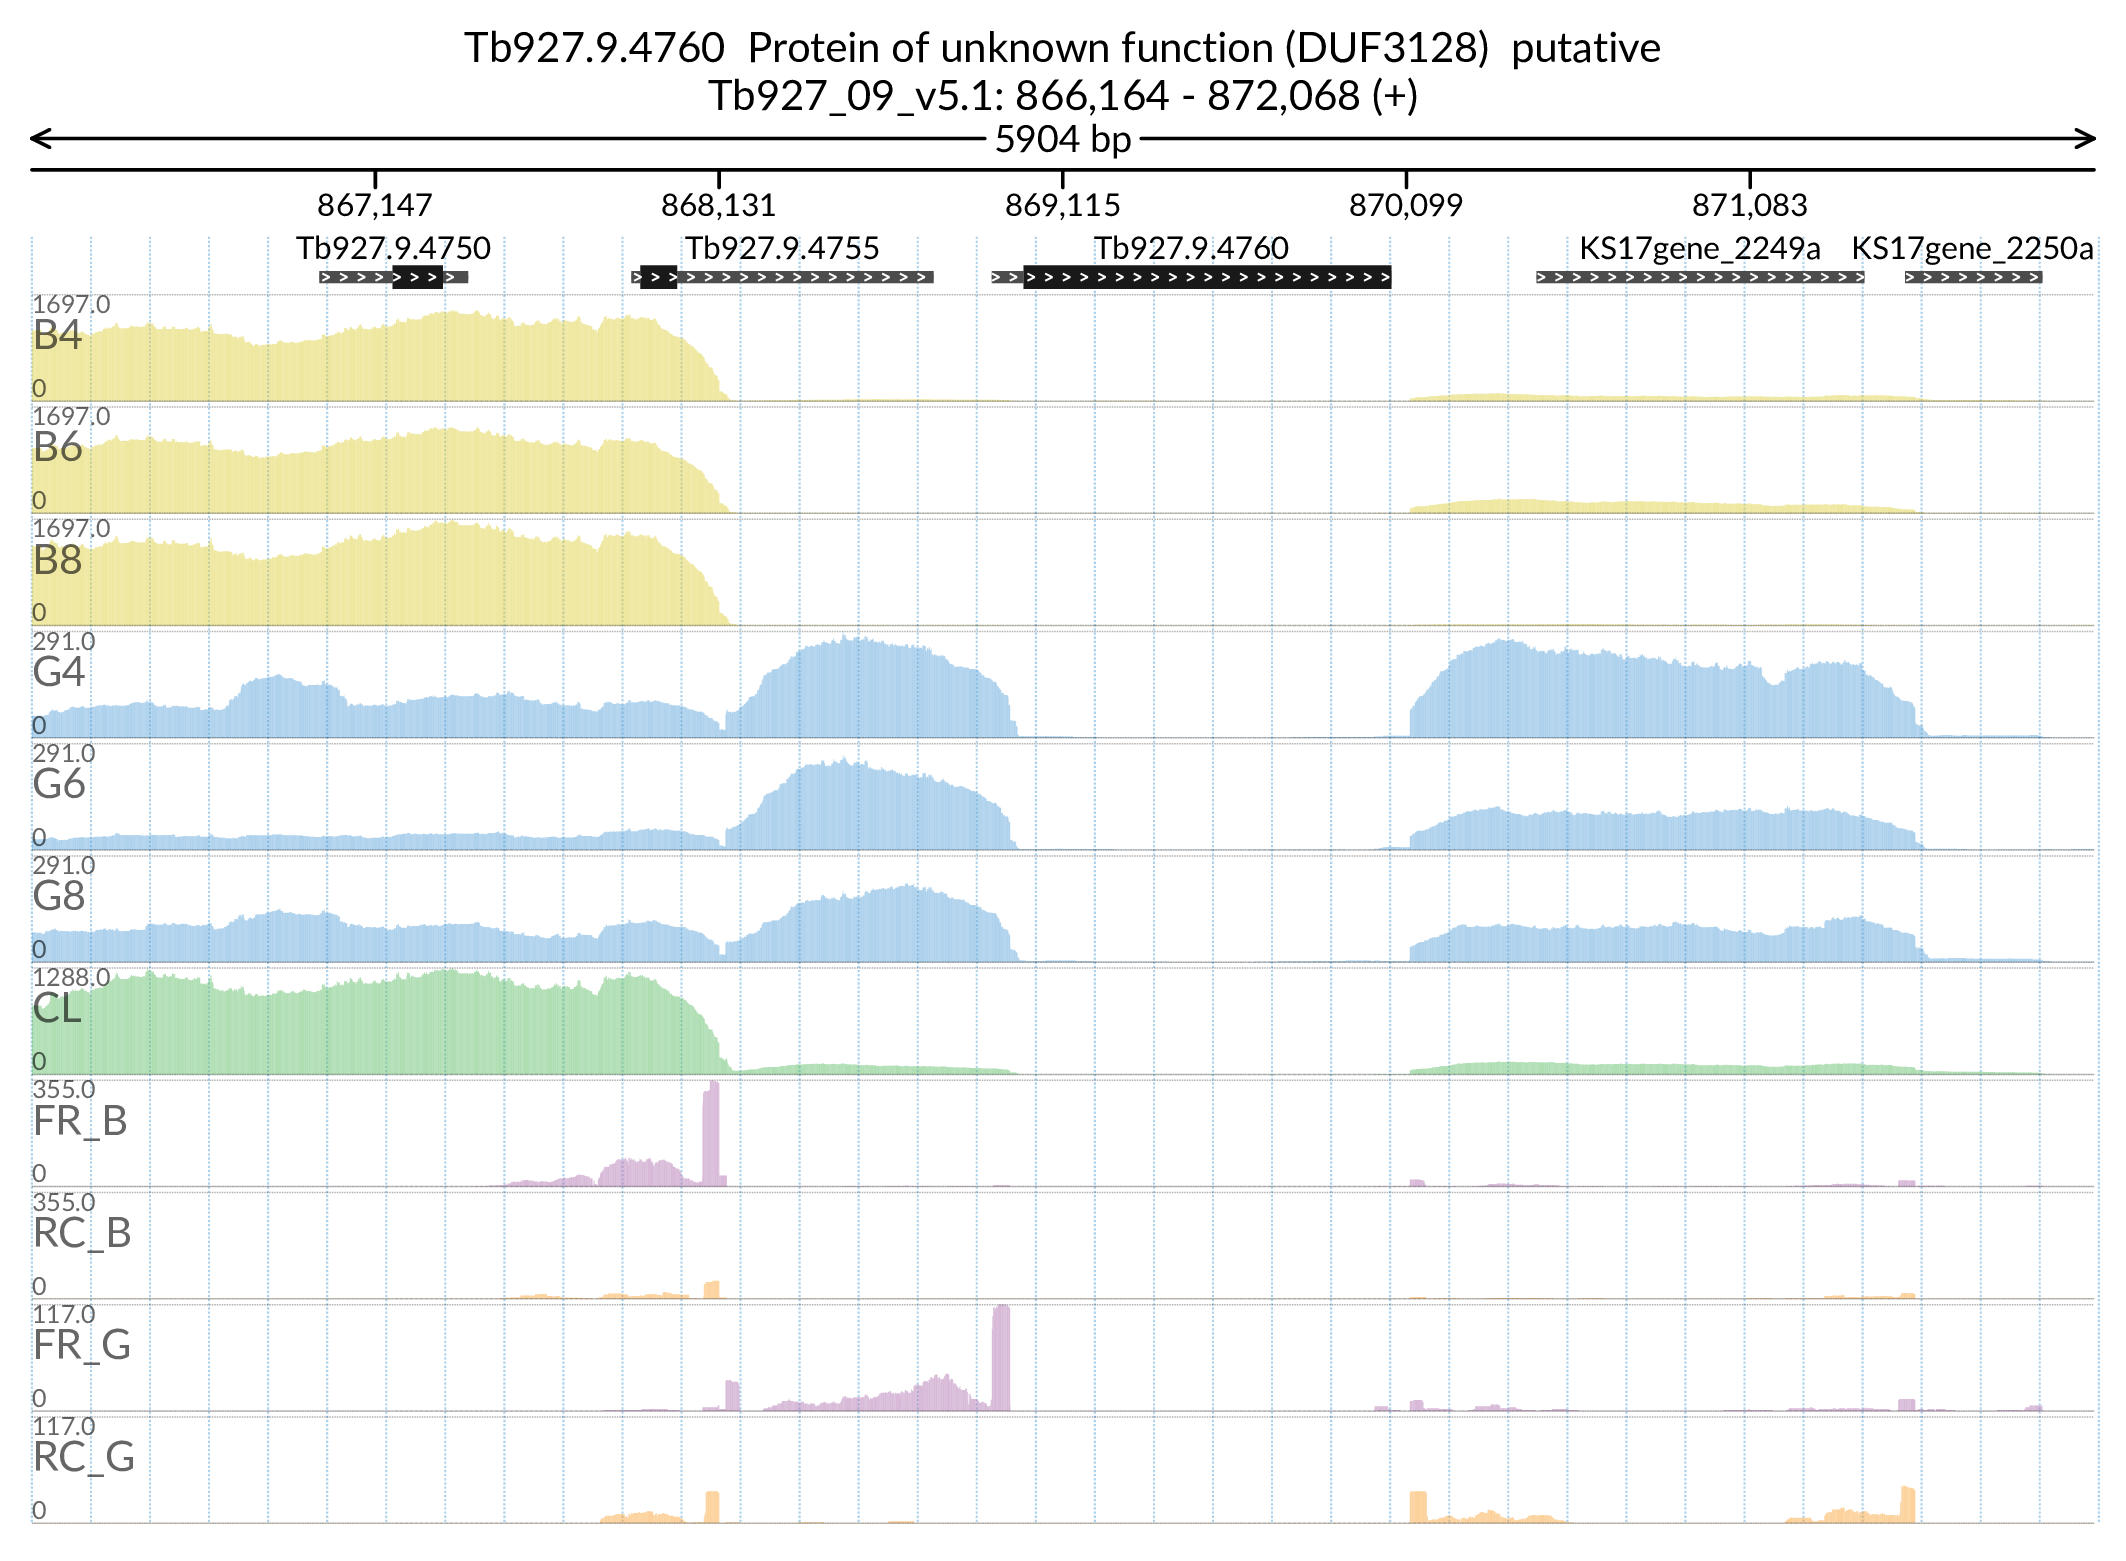 Tb927.9.4760  Protein of unknown function (DUF3128)  putative
Tb927_09_v5.1: 866,164 - 872,068 (+)
5904 bp
867,147 868,131 869,115 870,099 871,083
Tb927.9.4750 Tb927.9.4755 Tb927.9.4760 KS17gene_2249a KS17gene_2250a
1697.0
B4
0
1697.0
B6
0
1697.0
B8
0
291.0
G4
0
291.0
G6
0
291.0
G8
0
1288.0
CL
0
355.0
FR_B
0
355.0
RC_B
0
117.0
FR_G
0
117.0
RC_G
0